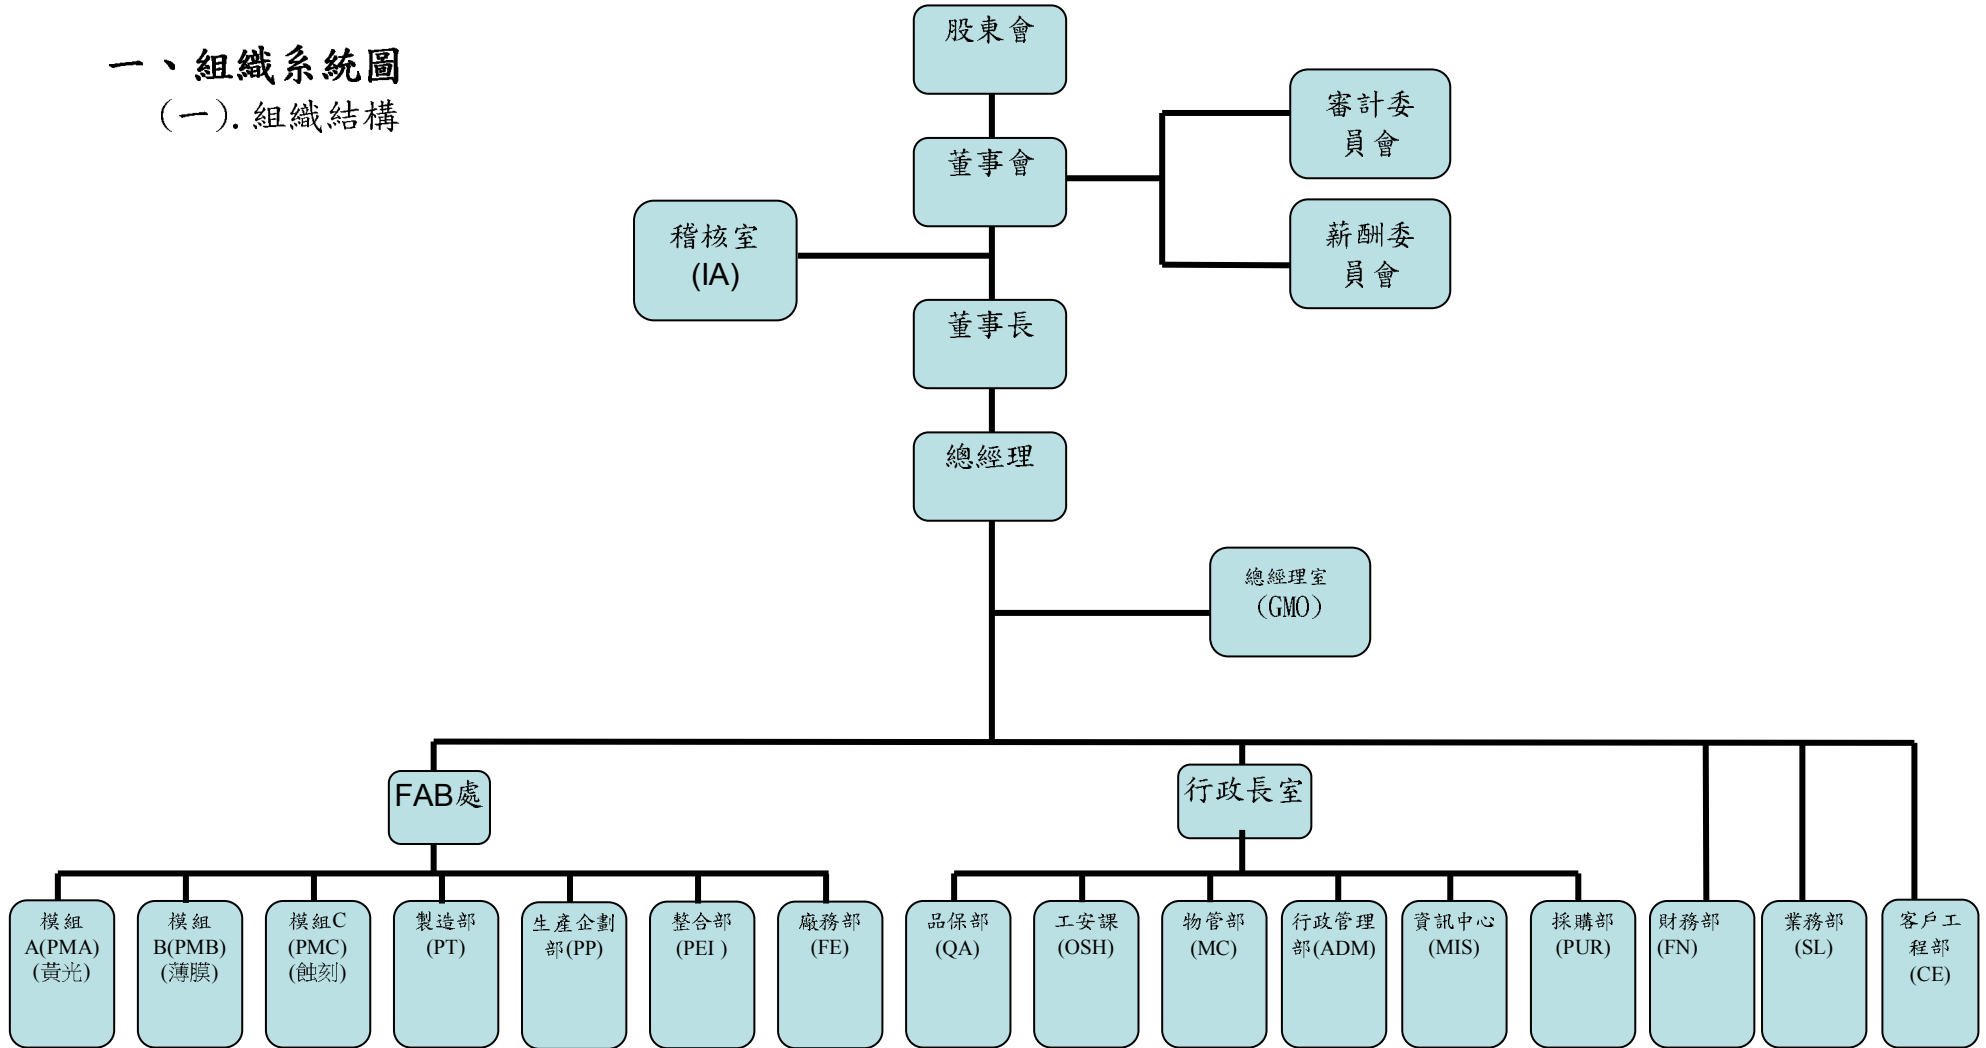 一、組織系統圖
(一).組織結構
股東會
董事會
審計委
員會
薪酬委
員會
稽核室
(IA)
董事長
總經理
總經理室
(GMO)
FAB處
行政長室
模組
A(PMA)
(黃光)
模組
B(PMB)
(薄膜)
模組C
(PMC)
(蝕刻)
製造部
(PT)
生產企劃
部(PP)
整合部
(PEI )
廠務部
(FE)
品保部
(QA)
工安課
(OSH)
物管部
(MC)
行政管理
部(ADM)
資訊中心
(MIS)
採購部
(PUR)
財務部
(FN)
業務部
(SL)
客戶工
程部
(CE)